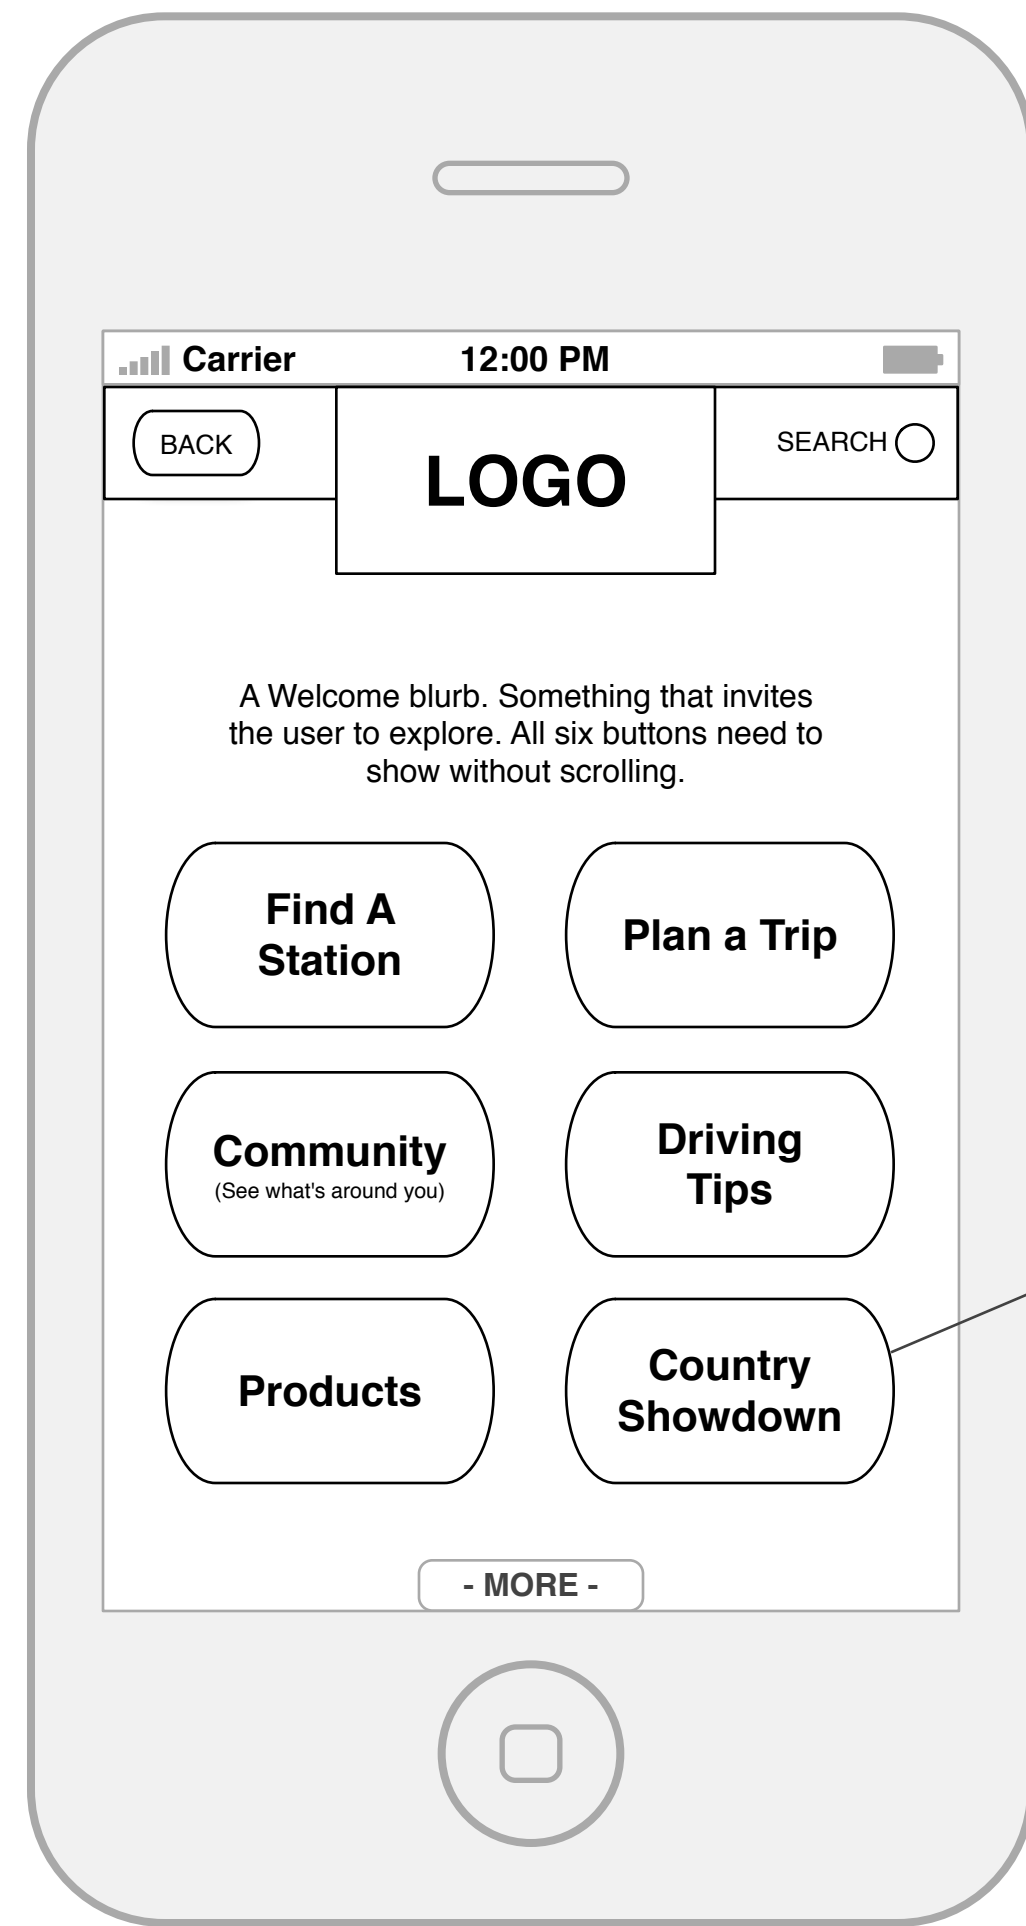 Carrier 12:00 PM
BACK
LOGO
SEARCH
A Welcome blurb. Something that invites
the user to explore. All six buttons need to
show without scrolling.
Find A
Station
Plan a Trip
Community
(See what's around you)
Driving
Tips
Products
Country
Showdown
- MORE -